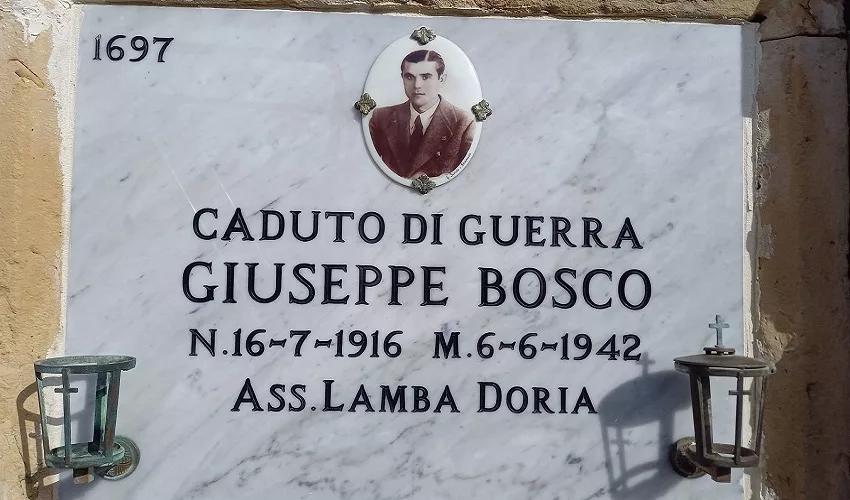 1697
CADUTO DI GUERRA
GIUSEPPE BOSCO
N.16-7-1916 M.6-6-1942
ASS. LAMBA DORIA